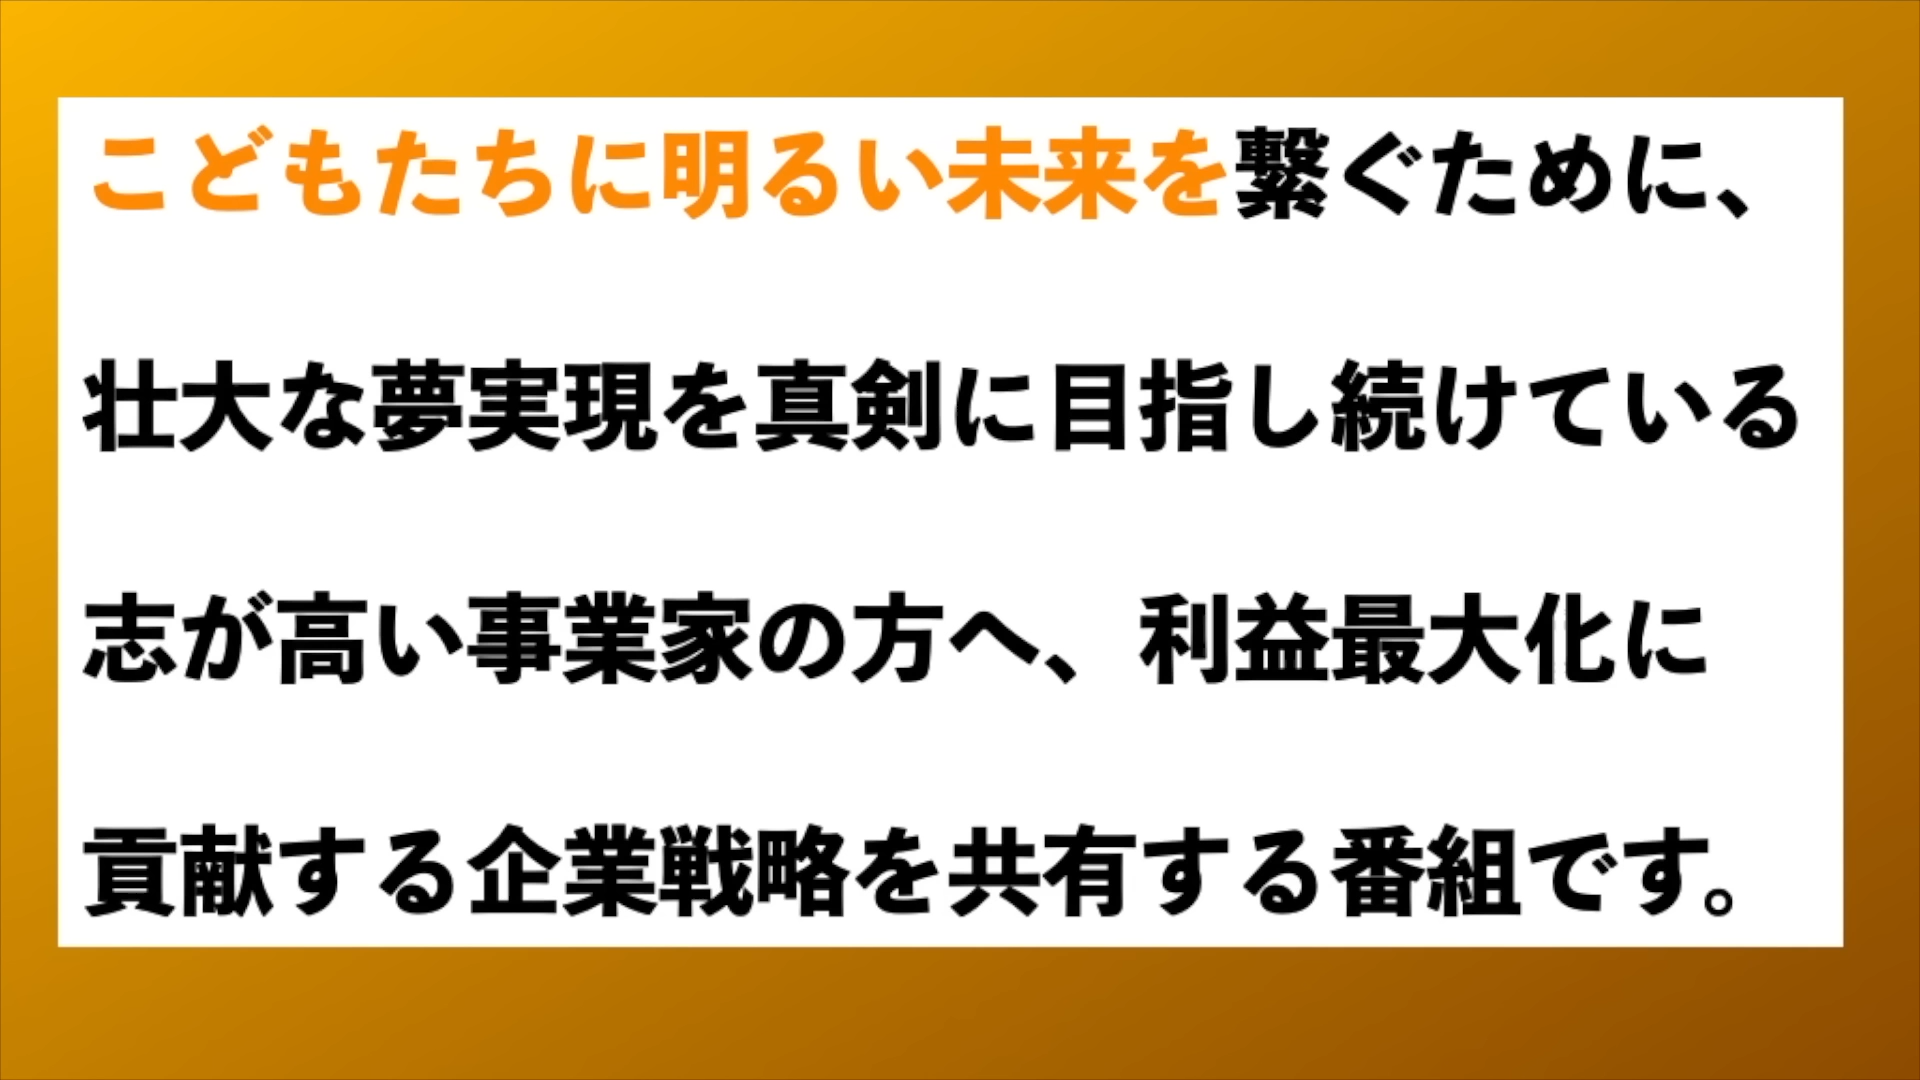 こどもたちに明るい未来を繋ぐために、
壮大な夢実現を真剣に目指し続けている
志が高い事業家の方へ、利益最大化に
貢献する企業戦略を共有する番組です。